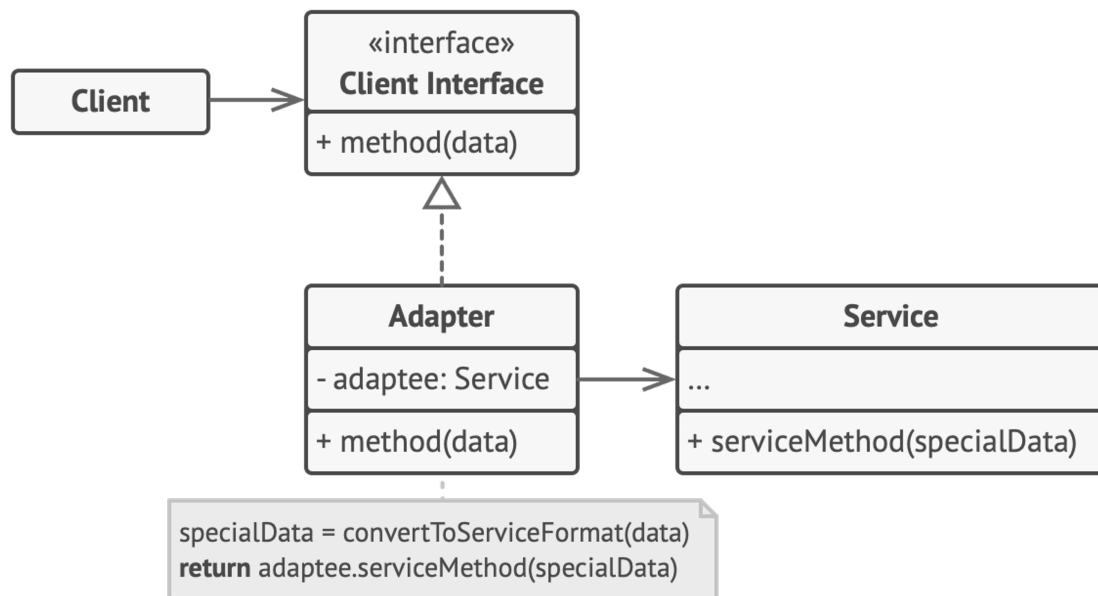 Client
«interface»
Client Interface
+ method(data)
Adapter
- adaptee: Service
+ method(data)
Service
...
+ serviceMethod(specialData)
specialData = convertToServiceFormat(data)
return adaptee.serviceMethod(specialData)